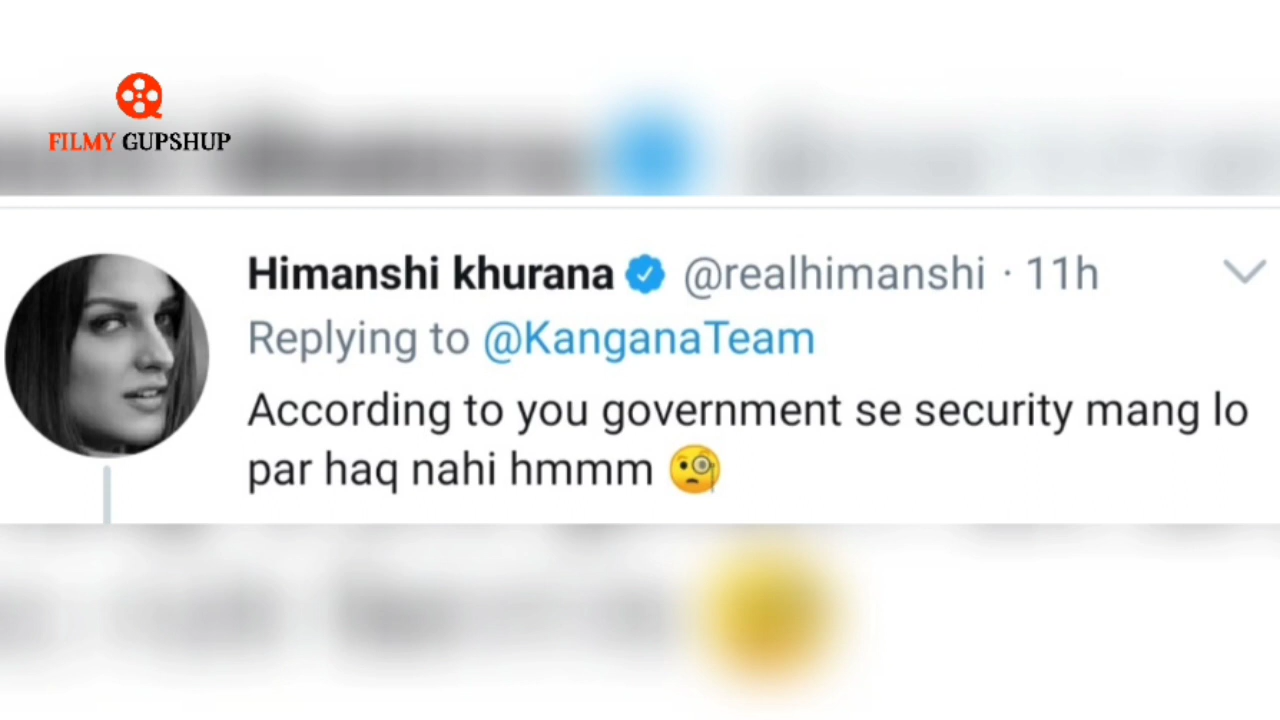 FILMY GUPSHUP
Himanshi khurana @realhimanshi · 11h
Replying to @KanganaTeam
According to you government se security mang lo
par haq nahi hmmm 🧐